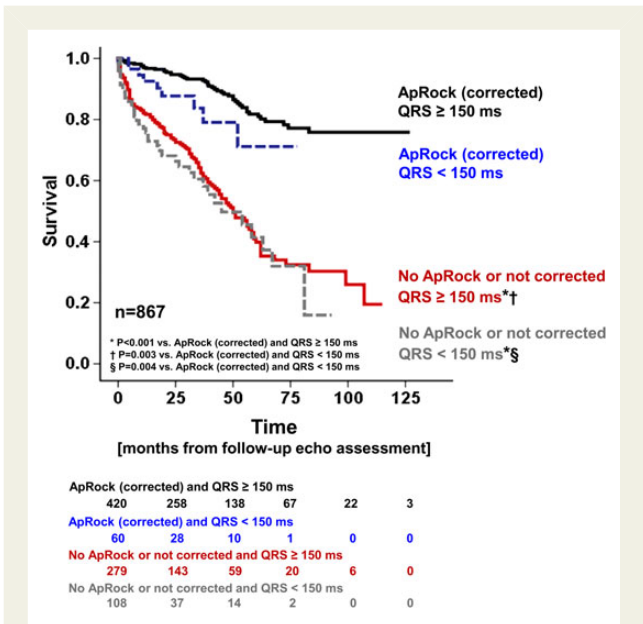 1.0
0.8
0.6
0.4
0.2
0.0
Survival
ApRock (corrected)
QRS ≥ 150 ms
ApRock (corrected)
QRS < 150 ms
No ApRock or not corrected
QRS ≥ 150 ms*†
No ApRock or not corrected
QRS < 150 ms*§
n=867
* P<0.001 vs. ApRock (corrected) and QRS ≥ 150 ms
† P=0.003 vs. ApRock (corrected) and QRS < 150 ms
§ P=0.004 vs. ApRock (corrected) and QRS < 150 ms
0 25 50 75 100 125
Time
[months from follow-up echo assessment]
ApRock (corrected) and QRS ≥ 150 ms
420 258 138 67 22 3
ApRock (corrected) and QRS < 150 ms
60 28 10 1 0 0
No ApRock or not corrected and QRS ≥ 150 ms
279 143 59 20 6 0
No ApRock or not corrected and QRS < 150 ms
108 37 14 2 0 0